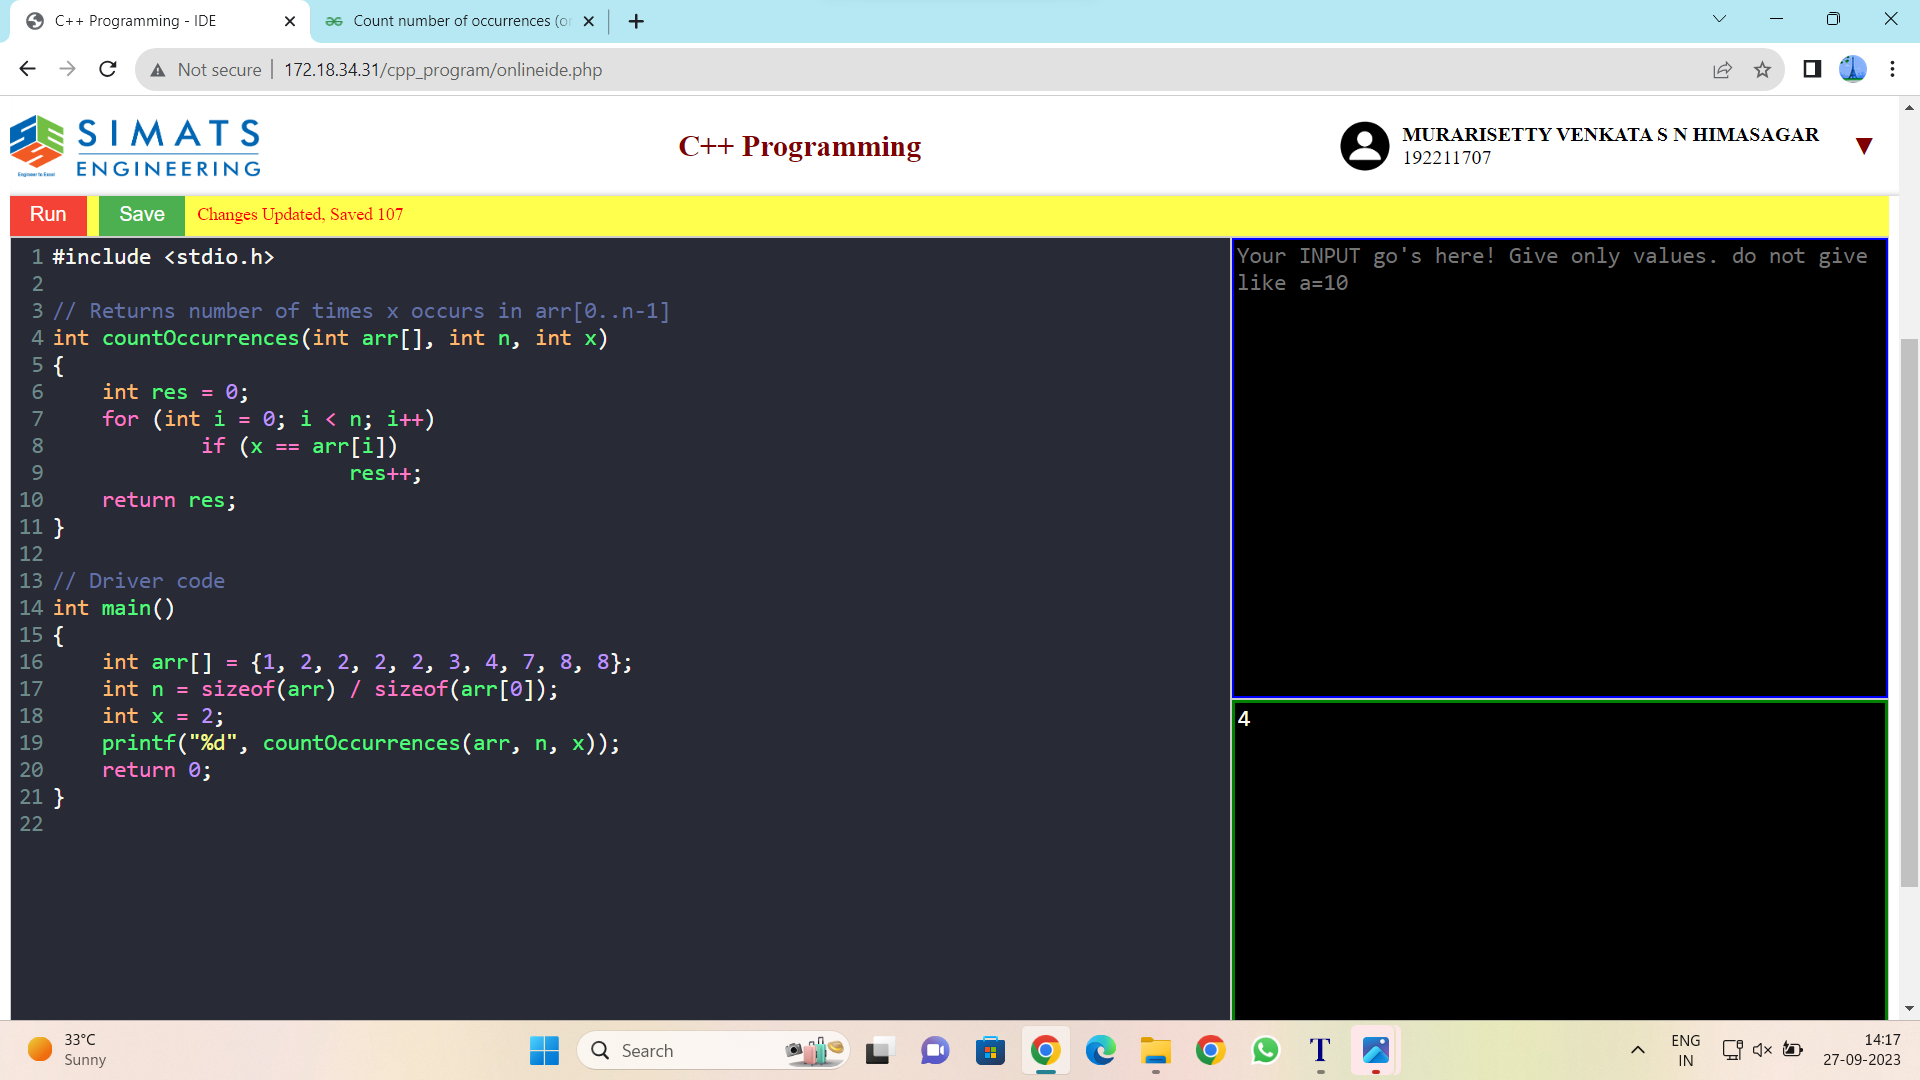 C++ Programming - IDE
Count number of occurrences (or
Not secure
172.18.34.31/cpp_program/onlineide.php
SIMATS
ENGINEERING
Engineer to Excel
C++ Programming
MURARISETTY VENKATA S N HIMASAGAR
192211707
Run
Save
Changes Updated, Saved 107
1 #include <stdio.h>
2
3 // Returns number of times x occurs in arr[0..n-1]
4 int countOccurrences(int arr[], int n, int x)
5 {
6     int res = 0;
7     for (int i = 0; i < n; i++)
8             if (x == arr[i])
9                         res++;
10     return res;
11 }
12
13 // Driver code
14 int main()
15 {
16     int arr[] = {1, 2, 2, 2, 2, 3, 4, 7, 8, 8};
17     int n = sizeof(arr) / sizeof(arr[0]);
18     int x = 2;
19     printf("%d", countOccurrences(arr, n, x));
20     return 0;
21 }
22
Your INPUT go's here! Give only values. do not give
like a=10
4
33°C
Sunny
Search
T
ENG
IN
14:17
27-09-2023